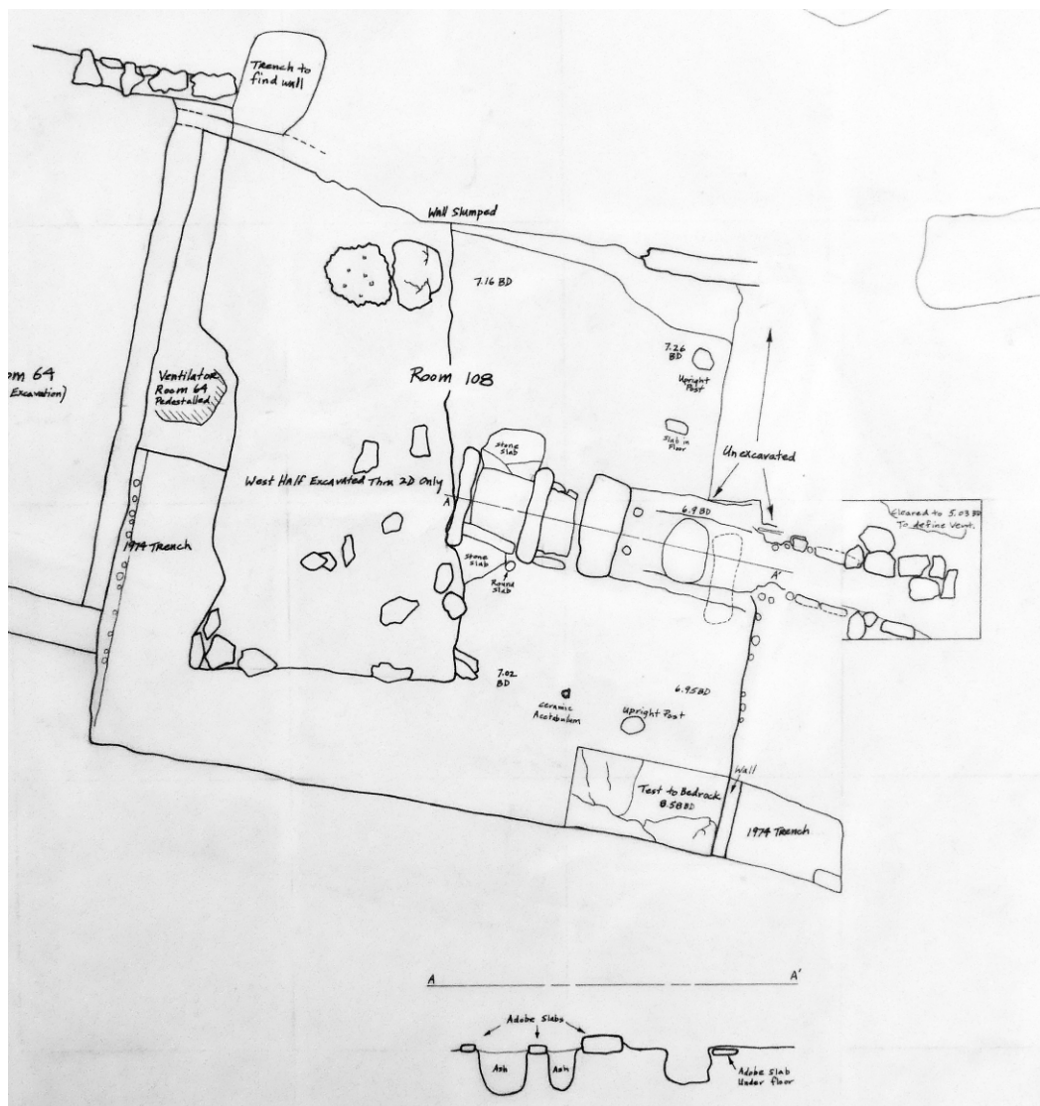 Trench to
find wall
Wall Slumped
7.16 BD
7.26
BD
Upright
Post
om 64
Excavation)
Ventilator
Room 64
Pedestalled
Room 108
Slab in
Floor
Unexcavated
stone
slab
West Half Excavated Thru 2D Only
A
6.9 BD
Cleared to 5.03 BD
To define Vent.
1974 Trench
stone
slab
Round
slab
A'
7.02
BD
6.95 BD
ceramic
Acetabulum
Upright Post
Wall
Test to Bedrock
8.58 BD
1974 Trench
A
A'
Adobe Slabs
Ash
Ash
Adobe Slab
Under floor